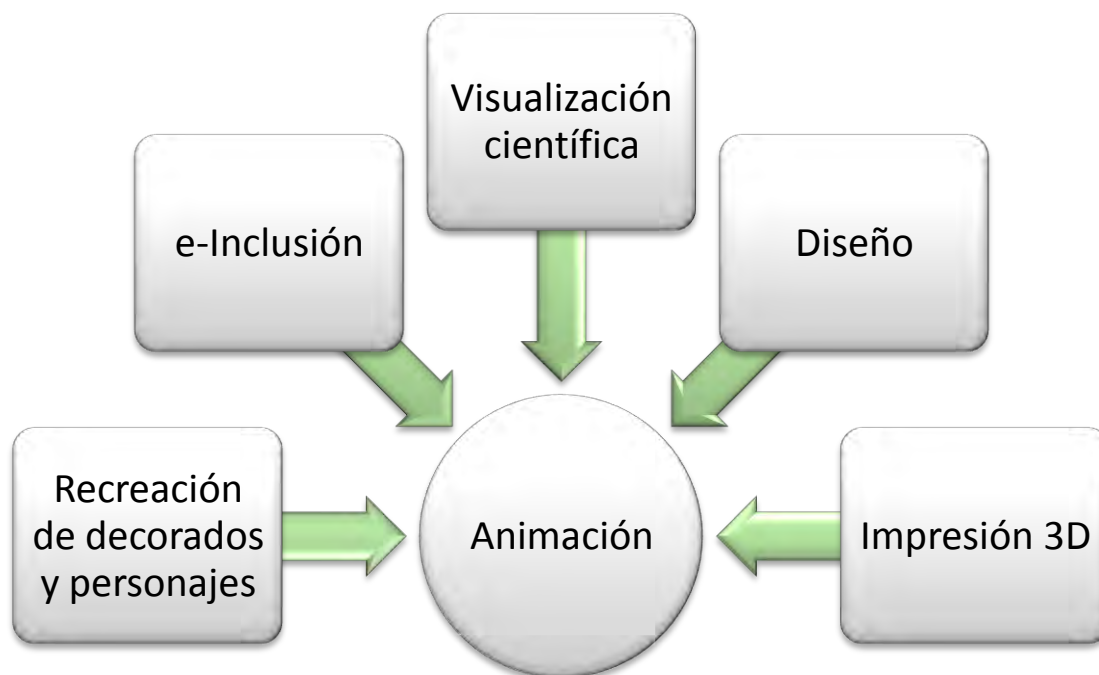 Visualización
científica
e-Inclusión
Diseño
Recreación
de decorados
y personajes
Animación
Impresión 3D